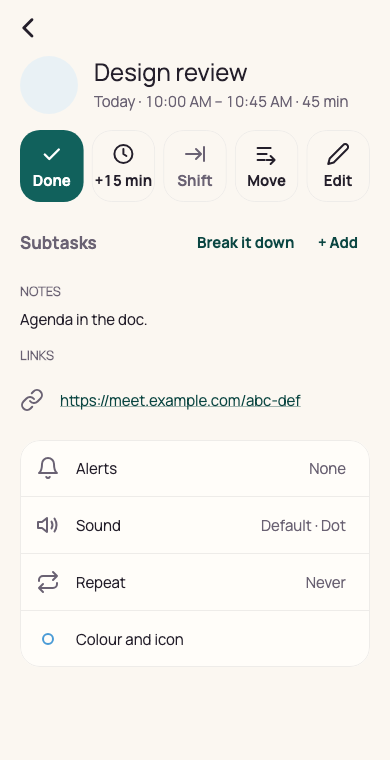 Design review
Today · 10:00 AM – 10:45 AM · 45 min
Done
+15 min
Shift
Move
Edit
Subtasks
Break it down
+ Add
NOTES
Agenda in the doc.
LINKS
https://meet.example.com/abc-def
Alerts
None
Sound
Default · Dot
Repeat
Never
Colour and icon